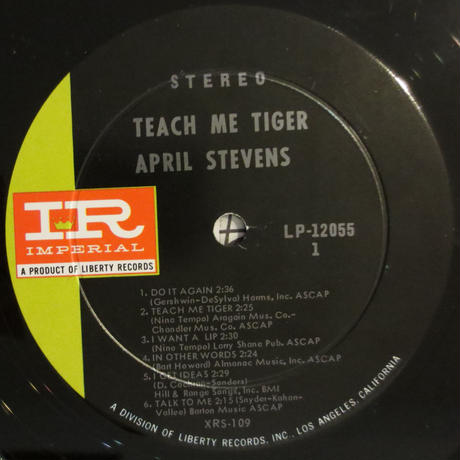 STEREO
TEACH ME TIGER
APRIL STEVENS
IR
IMPERIAL
A PRODUCT OF LIBERTY RECORDS
LP-12055
1
1. DO IT AGAIN 2:36
(Gershwin-DeSylva) Harms, Inc. ASCAP
2. TEACH ME TIGER 2:25
(Nino Tempo) Aragain Mus. Co.-
Chandler Mus. Co. ASCAP
3. I WANT A LIP 2:30
(Nino Tempo) Larry Shane Pub. ASCAP
4. IN OTHER WORDS 2:24
(Bart Howard) Almanac Music, Inc. ASCAP
5. I GET IDEAS 2:29
(D. Cochran-Sanders)
Hill & Range Songs, Inc. BMI
6. TALK TO ME 2:15 (Snyder-Kahan-
Vallee) Barton Music ASCAP
XRS-109
A DIVISION OF LIBERTY RECORDS, INC., LOS ANGELES, CALIFORNIA